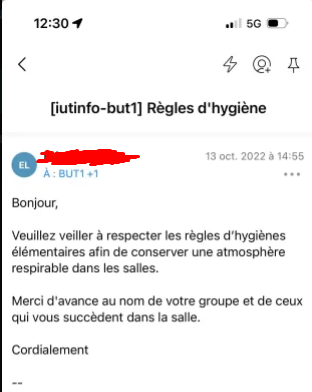 12:30
5G
[iutinfo-but1] Règles d'hygiène
EL
13 oct. 2022 à 14:55
À : BUT1 +1
Bonjour,
Veuillez veiller à respecter les règles d'hygiènes
élémentaires afin de conserver une atmosphère
respirable dans les salles.
Merci d'avance au nom de votre groupe et de ceux
qui vous succèdent dans la salle.
Cordialement
--